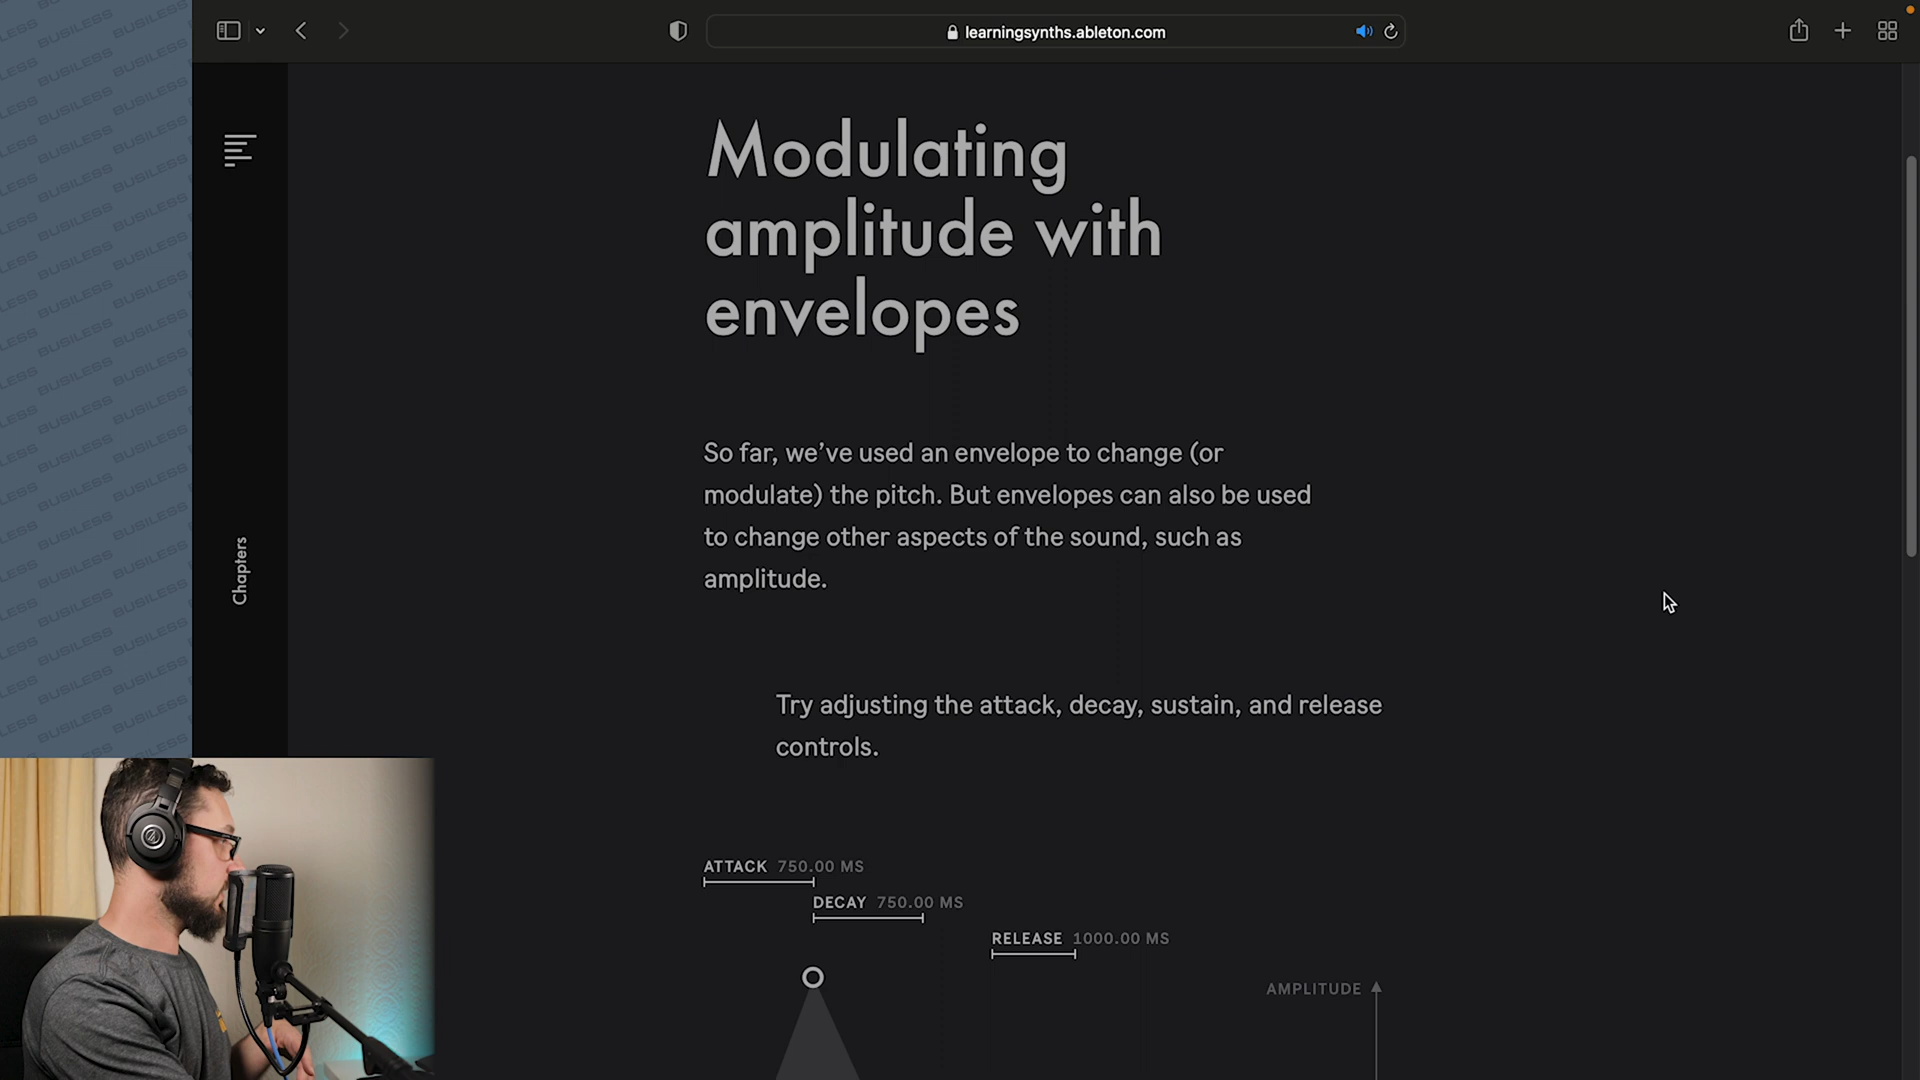 learningsynths.ableton.com
Modulating
amplitude with
envelopes
So far, we’ve used an envelope to change (or
modulate) the pitch. But envelopes can also be used
to change other aspects of the sound, such as
amplitude.
Chapters
Try adjusting the attack, decay, sustain, and release
controls.
ATTACK 750.00 MS
DECAY 750.00 MS
RELEASE 1000.00 MS
AMPLITUDE
BUSILESS